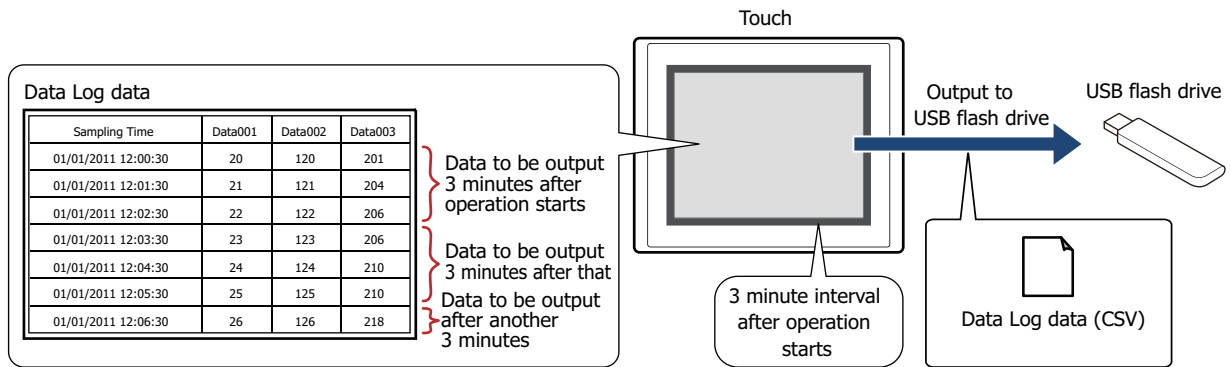 Touch
Data Log data
Sampling Time Data001 Data002 Data003
01/01/2011 12:00:30 20 120 201
01/01/2011 12:01:30 21 121 204
01/01/2011 12:02:30 22 122 206
01/01/2011 12:03:30 23 123 206
01/01/2011 12:04:30 24 124 210
01/01/2011 12:05:30 25 125 210
01/01/2011 12:06:30 26 126 218
Data to be output
3 minutes after
operation starts
Data to be output
3 minutes after that
Data to be output
after another
3 minutes
3 minute interval
after operation
starts
Output to
USB flash drive
USB flash drive
Data Log data (CSV)